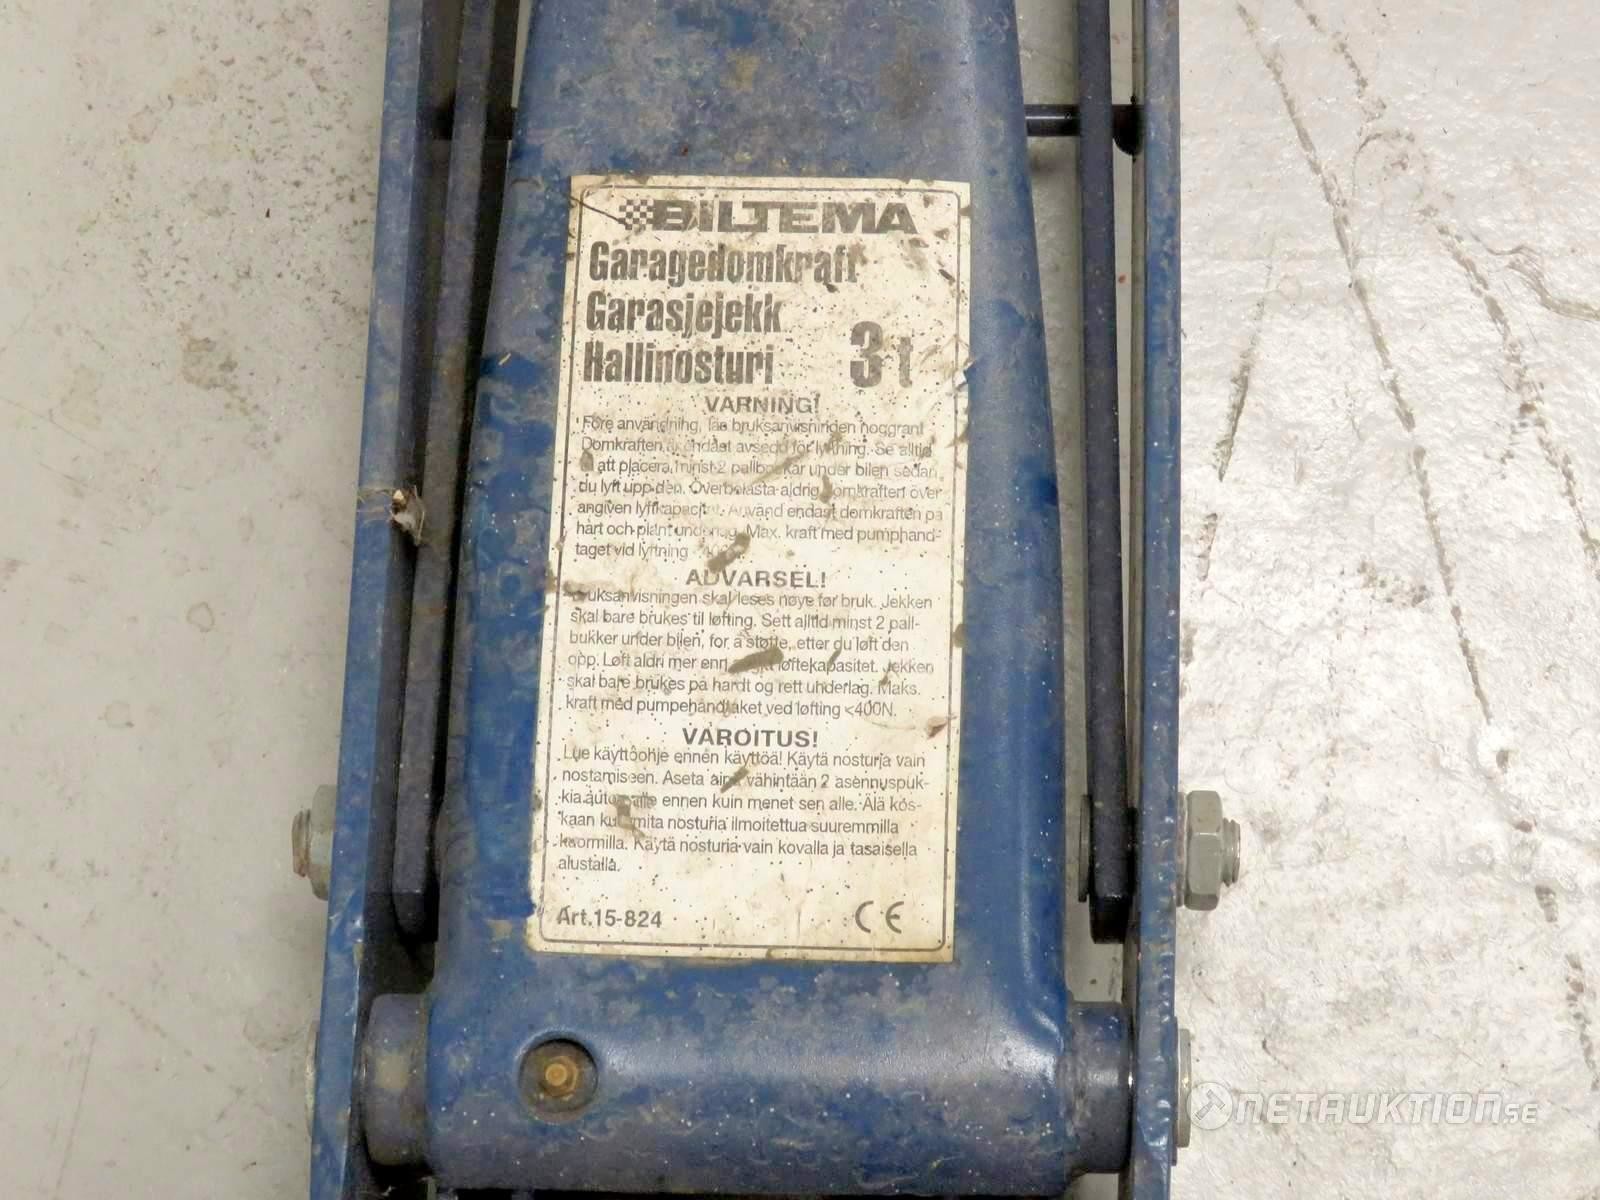 BILTEMA
Garagedomkraft
Garasjejekk
Hallinosturi 3t
VARNING!
Före användning, läs bruksanvisningen noggrant
Domkraften är endast avsedd för lyftning. Se alltid
att placera minst 2 pallbockar under bilen sedan
du lyft upp den. Överbelasta aldrig domkraften över
angiven lyftkapacitet. Använd endast domkraften på
hårt och plant underlag. Max. kraft med pumphand-
taget vid lyftning <400N
ADVARSEL!
Bruksanvisningen skal leses nøye før bruk. Jekken
skal bare brukes til løfting. Sett alltid minst 2 pall-
bukker under bilen, for å støtte, etter du løft den
opp. Løft aldri mer enn løftekapasitet. Jekken
skal bare brukes på hardt og rett underlag. Maks.
kraft med pumpehåndtaket ved løfting <400N.
VAROITUS!
Lue käyttöohje ennen käyttöä! Käytä nosturia vain
nostamiseen. Aseta aina vähintään 2 asennuspuk-
kia auton alle ennen kuin menet sen alle. Älä kos-
kaan kuormita nosturia ilmoitettua suuremmilla
kuormilla. Käytä nosturia vain kovalla ja tasaisella
alustalla.
Art.15-824 CE
NETAUKTION.SE